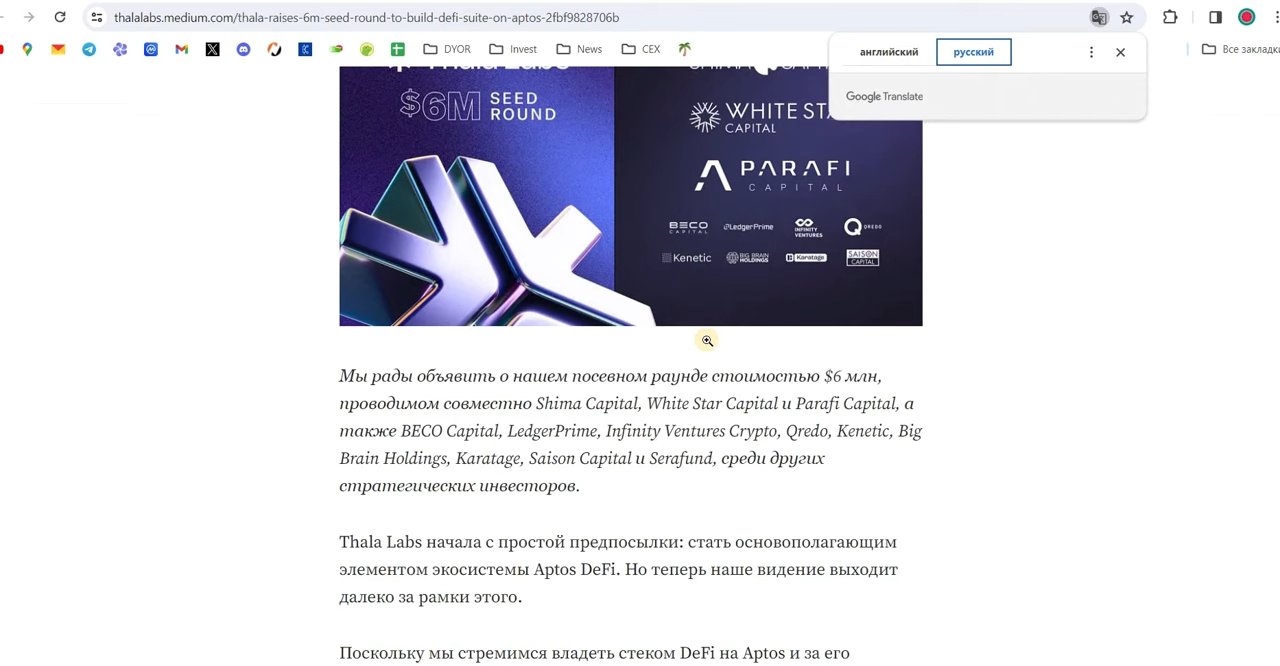 thalalabs.medium.com/thala-raises-6m-seed-round-to-build-defi-suite-on-aptos-2fbf9828706b
DYOR Invest News CEX
Все закладки
английский русский
Google Translate
$6M SEED
ROUND
WHITE STA
CAPITAL
PARAFI
CAPITAL
BECO
CAPITAL
LedgerPrime
INFINITY
VENTURES
QREDO
Kenetic
BIG BRAIN
HOLDINGS
Karatage
SAISON
CAPITAL
Мы рады объявить о нашем посевном раунде стоимостью $6 млн,
проводимом совместно Shima Capital, White Star Capital и Parafi Capital, а
также BECO Capital, LedgerPrime, Infinity Ventures Crypto, Qredo, Kenetic, Big
Brain Holdings, Karatage, Saison Capital и Serafund, среди других
стратегических инвесторов.
Thala Labs начала с простой предпосылки: стать основополагающим
элементом экосистемы Aptos DeFi. Но теперь наше видение выходит
далеко за рамки этого.
Поскольку мы стремимся владеть стеком DeFi на Aptos и за его